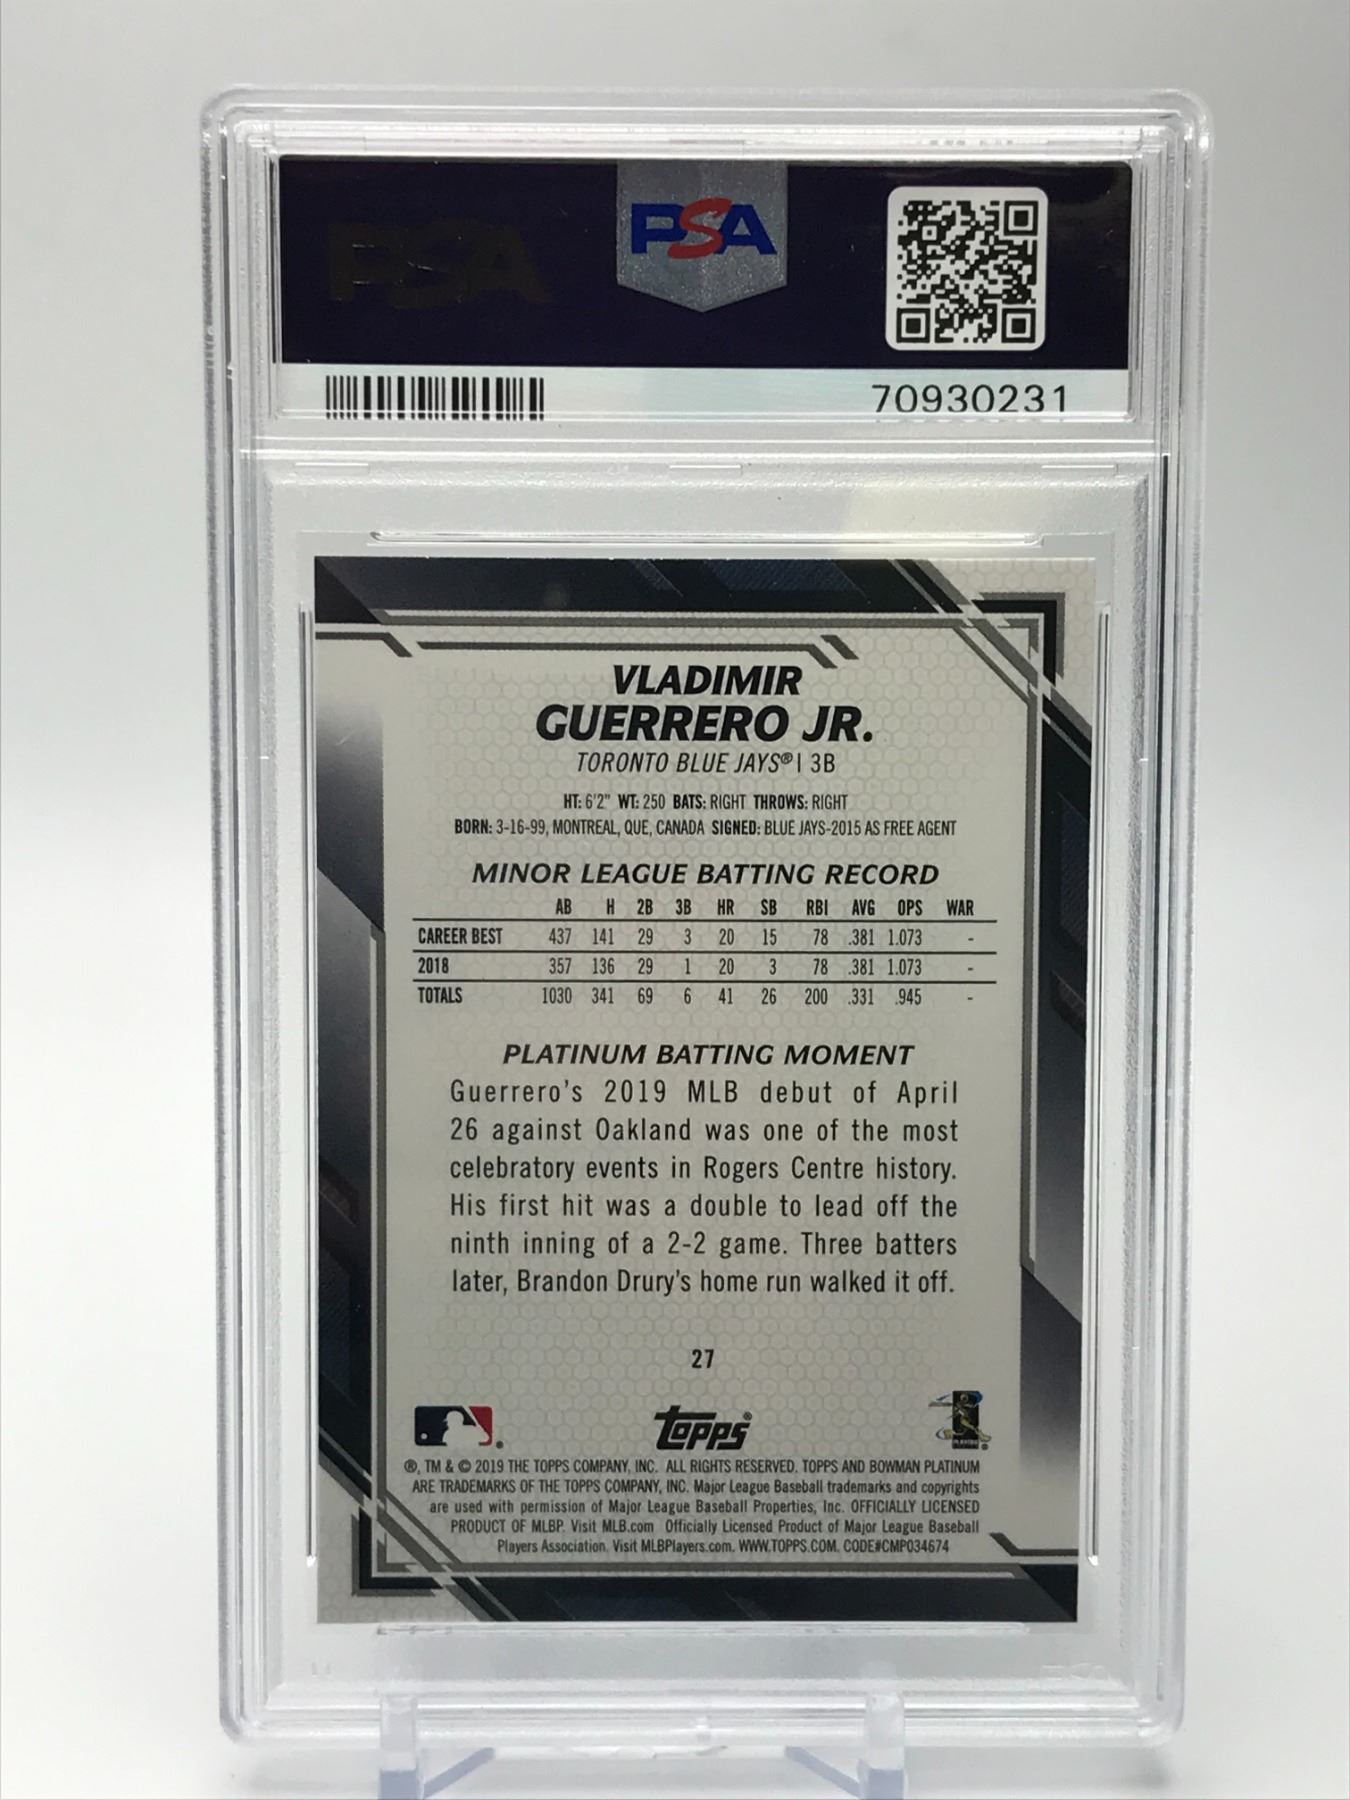 PSA
PSA
70930231
VLADIMIR
GUERRERO JR.
TORONTO BLUE JAYS® | 3B
HT: 6'2" WT: 250 BATS: RIGHT THROWS: RIGHT
BORN: 3-16-99, MONTREAL, QUE, CANADA SIGNED: BLUE JAYS-2015 AS FREE AGENT
MINOR LEAGUE BATTING RECORD
AB H 2B 3B HR SB RBI AVG OPS WAR
CAREER BEST 437 141 29 3 20 15 78 .381 1.073 -
2018 357 136 29 1 20 3 78 .381 1.073 -
TOTALS 1030 341 69 6 41 26 200 .331 .945 -
PLATINUM BATTING MOMENT
Guerrero's 2019 MLB debut of April
26 against Oakland was one of the most
celebratory events in Rogers Centre history.
His first hit was a double to lead off the
ninth inning of a 2-2 game. Three batters
later, Brandon Drury's home run walked it off.
27
Topps®
®, TM & © 2019 THE TOPPS COMPANY, INC. ALL RIGHTS RESERVED. TOPPS AND BOWMAN PLATINUM
ARE TRADEMARKS OF THE TOPPS COMPANY, INC. Major League Baseball trademarks and copyrights
are used with permission of Major League Baseball Properties, Inc. OFFICIALLY LICENSED
PRODUCT OF MLBP. Visit MLB.com Officially Licensed Product of Major League Baseball
Players Association. Visit MLBPlayers.com. WWW.TOPPS.COM. CODE#CMP034674